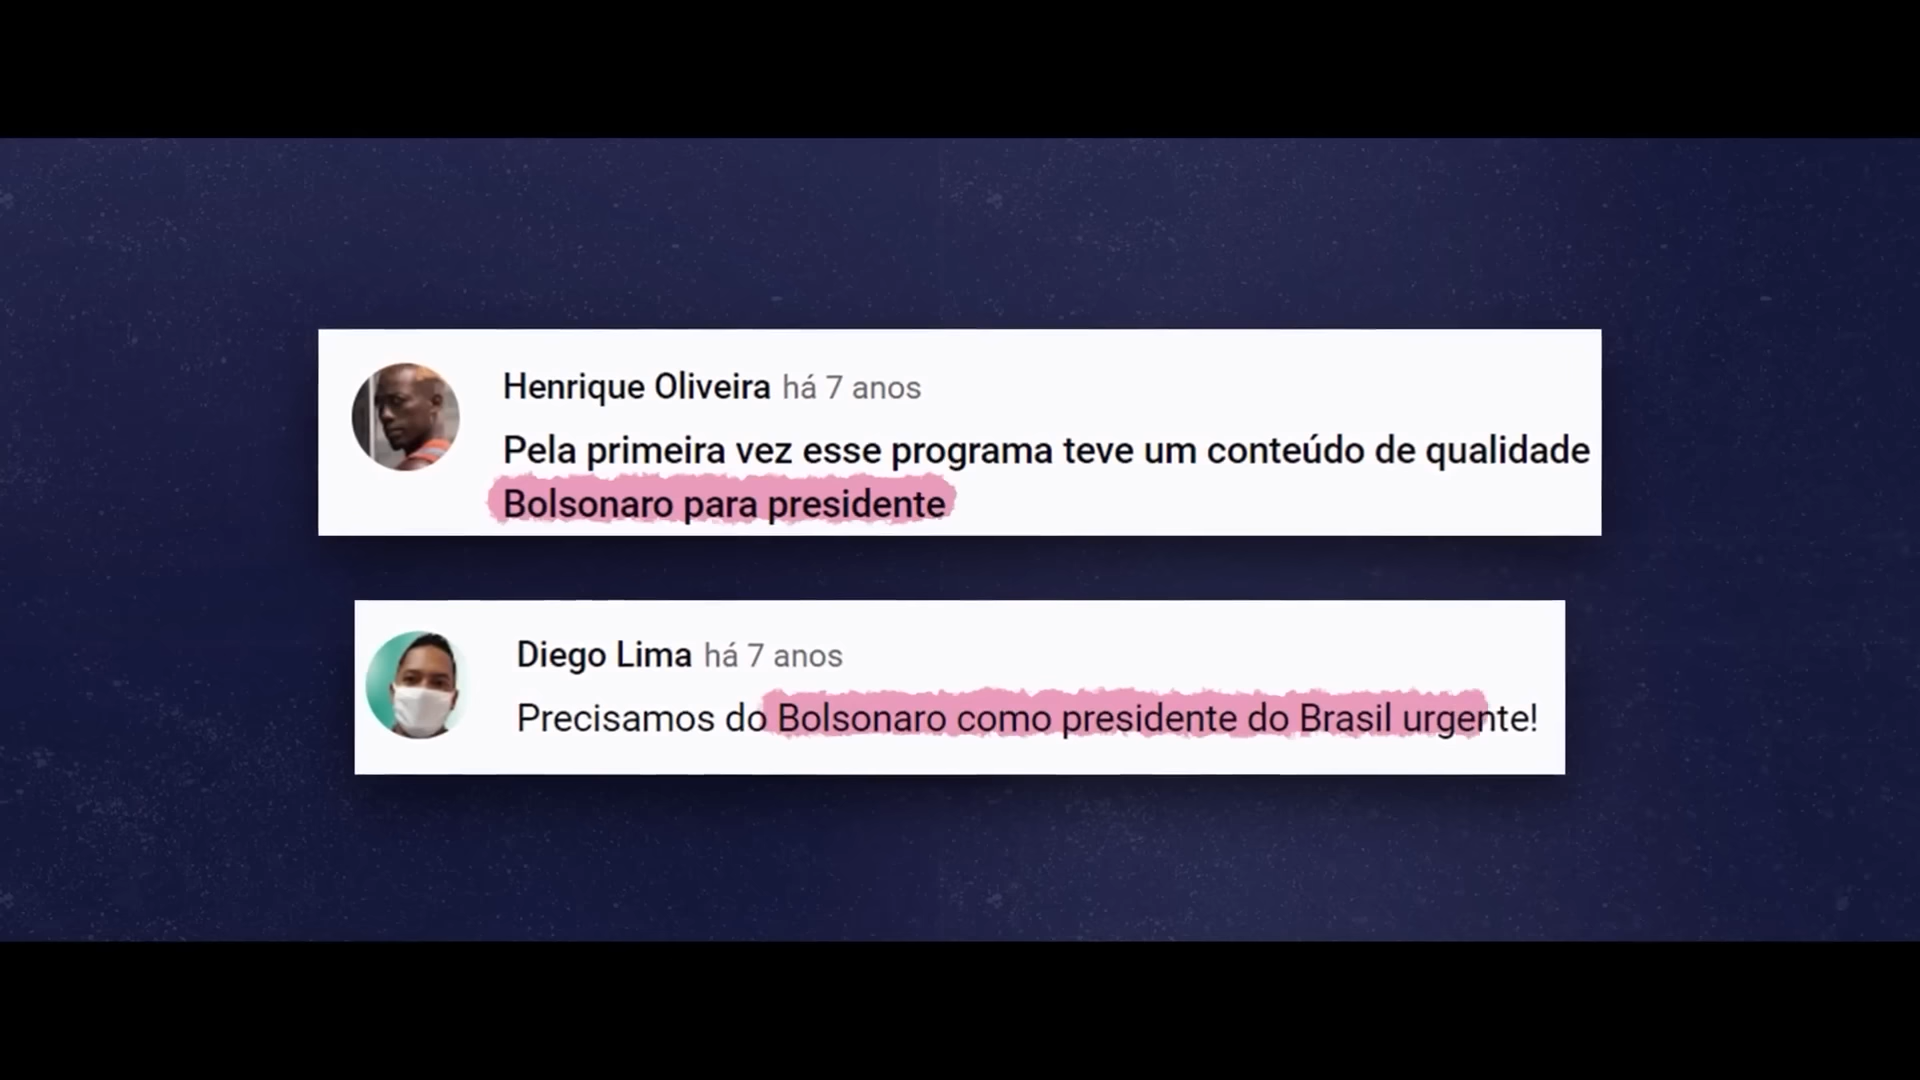 Henrique Oliveira há 7 anos
Pela primeira vez esse programa teve um conteúdo de qualidade
Bolsonaro para presidente
Diego Lima há 7 anos
Precisamos do Bolsonaro como presidente do Brasil urgente!